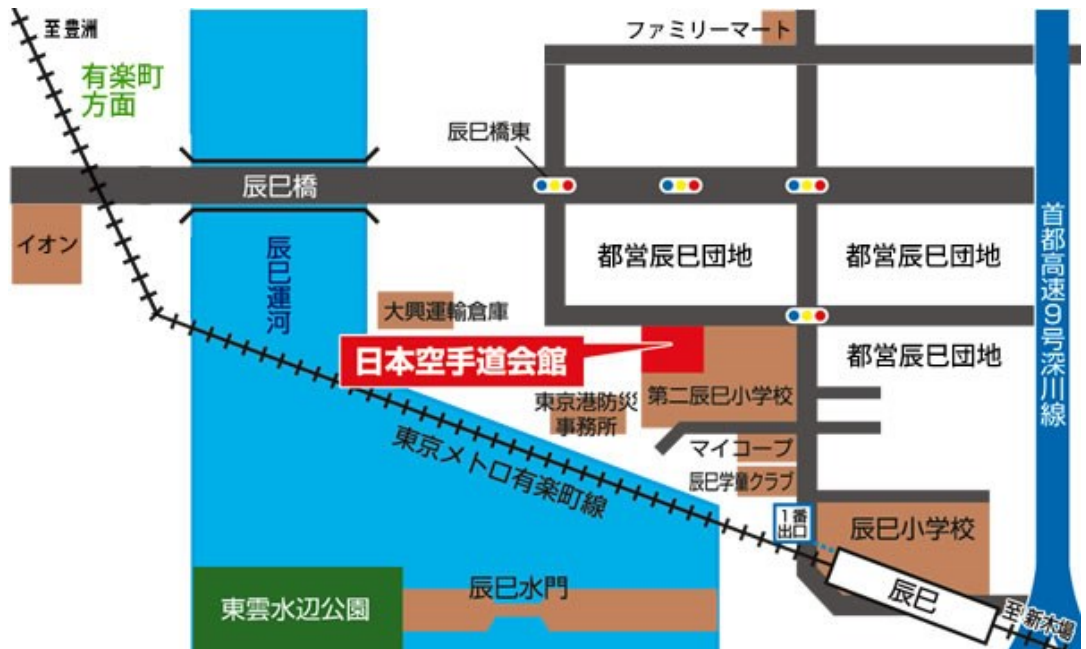 至 豊洲
ファミリーマート
有楽町
方面
辰巳橋東
辰巳橋
イオン
辰巳運河
都営辰巳団地
都営辰巳団地
首都高速9号深川線
大興運輸倉庫
日本空手道会館
都営辰巳団地
東京港防災
事務所
第二辰巳小学校
マイコープ
東京メトロ有楽町線
辰巳学童クラブ
1番
出口
辰巳小学校
辰巳水門
東雲水辺公園
辰巳
至 新木場